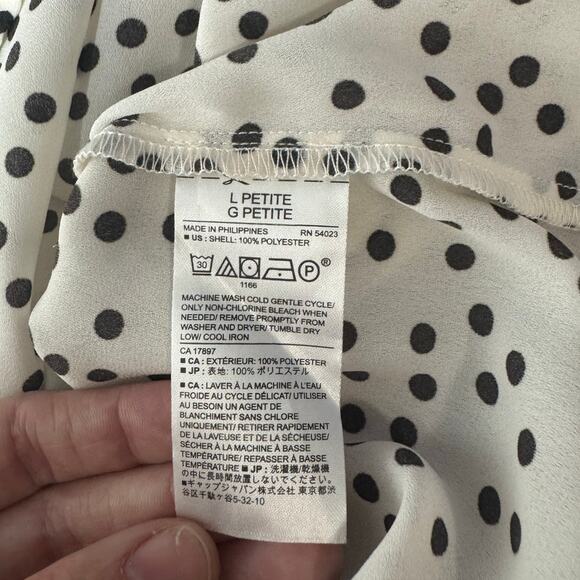 L PETITE
G PETITE
MADE IN PHILIPPINES RN 54023
■ US : SHELL: 100% POLYESTER
30 P
1166
MACHINE WASH COLD GENTLE CYCLE/
ONLY NON-CHLORINE BLEACH WHEN
NEEDED/ REMOVE PROMPTLY FROM
WASHER AND DRYER/ TUMBLE DRY
LOW/ COOL IRON
CA 17897
■ CA : EXTÉRIEUR: 100% POLYESTER
■ JP : 表地: 100% ポリエステル
■ CA : LAVER À LA MACHINE À L'EAU
FROIDE AU CYCLE DÉLICAT/ UTILISER
AU BESOIN UN AGENT DE
BLANCHIMENT SANS CHLORE
UNIQUEMENT/ RETIRER RAPIDEMENT
DE LA LAVEUSE ET DE LA SÉCHEUSE/
SÉCHER À LA MACHINE À BASSE
TEMPÉRATURE/ REPASSER À BASSE
TEMPÉRATURE ■ JP : 洗濯機/乾燥機
の中に長時間放置しないでください。
■ ギャップジャパン株式会社 東京都渋
谷区千駄ヶ谷5-32-10